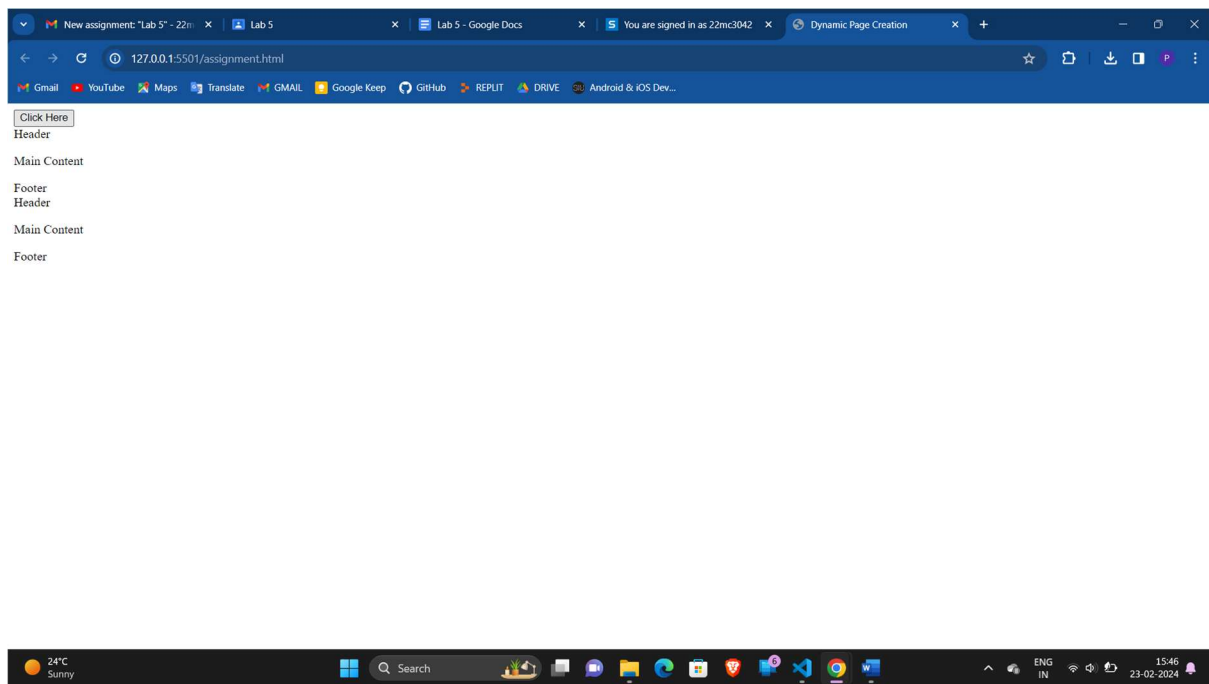 New assignment: "Lab 5" - 22m
Lab 5
Lab 5 - Google Docs
You are signed in as 22mc3042
Dynamic Page Creation
127.0.0.1:5501/assignment.html
P
Gmail
YouTube
Maps
Translate
GMAIL
Google Keep
GitHub
REPLIT
DRIVE
Android & iOS Dev...
Click Here
Header
Main Content
Footer
Header
Main Content
Footer
24°C
Sunny
Search
6
ENG
IN
15:46
23-02-2024